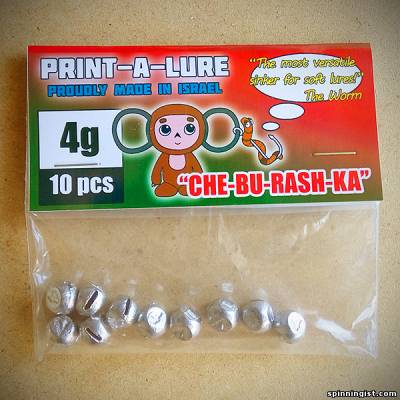 PRINT-A-LURE
PROUDLY MADE IN ISRAEL
"The most versatile
sinker for soft lures!"
The Worm
4g
10 pcs
"CHE-BU-RASH-KA"
spinningist.com